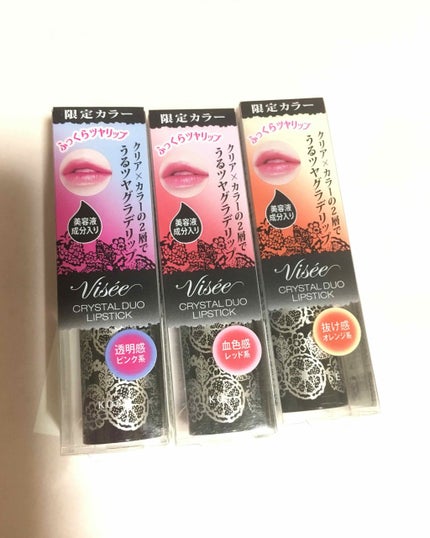 限定カラー
ふっくらツヤリップ
クリア×カラーの2層で
うるツヤグラデリップ
美容液
成分入り
Visée
CRYSTAL DUO
LIPSTICK
透明感
ピンク系
限定カラー
ふっくらツヤリップ
クリア×カラーの2層で
うるツヤグラデリップ
美容液
成分入り
Visée
CRYSTAL DUO
LIPSTICK
血色感
レッド系
限定カラー
ふっくらツヤリップ
クリア×カラーの2層で
うるツヤグラデリップ
美容液
成分入り
Visée
CRYSTAL DUO
LIPSTICK
抜け感
オレンジ系